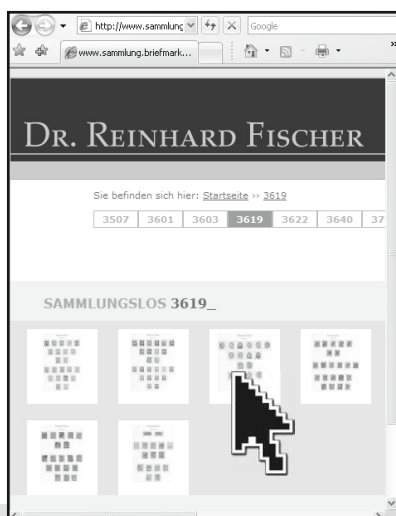 http://www.sammlung
Google
www.sammlung.briefmark...
»
DR. REINHARD FISCHER
Sie befinden sich hier: Startseite ›› 3619
3507 3601 3603 3619 3622 3640 37
SAMMLUNGSLOS 3619_